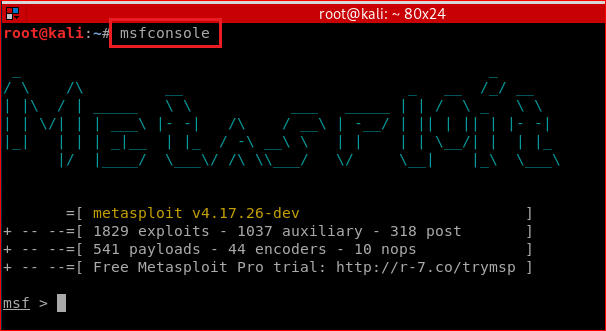 root@kali: ~ 80x24
root@kali:~# msfconsole
METASPLOIT
=[ metasploit v4.17.26-dev ]
+ -- --=[ 1829 exploits - 1037 auxiliary - 318 post ]
+ -- --=[ 541 payloads - 44 encoders - 10 nops ]
+ -- --=[ Free Metasploit Pro trial: http://r-7.co/trymsp ]
msf >